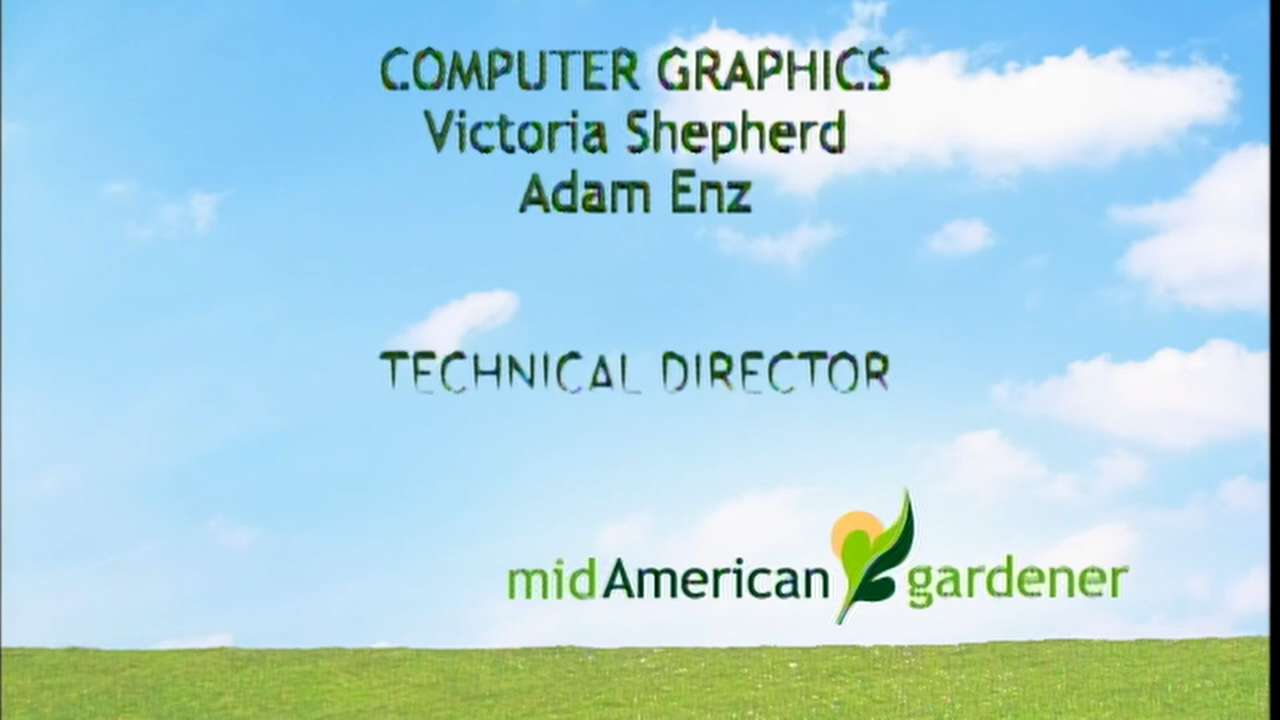 COMPUTER GRAPHICS
Victoria Shepherd
Adam Enz
TECHNICAL DIRECTOR
midAmerican gardener